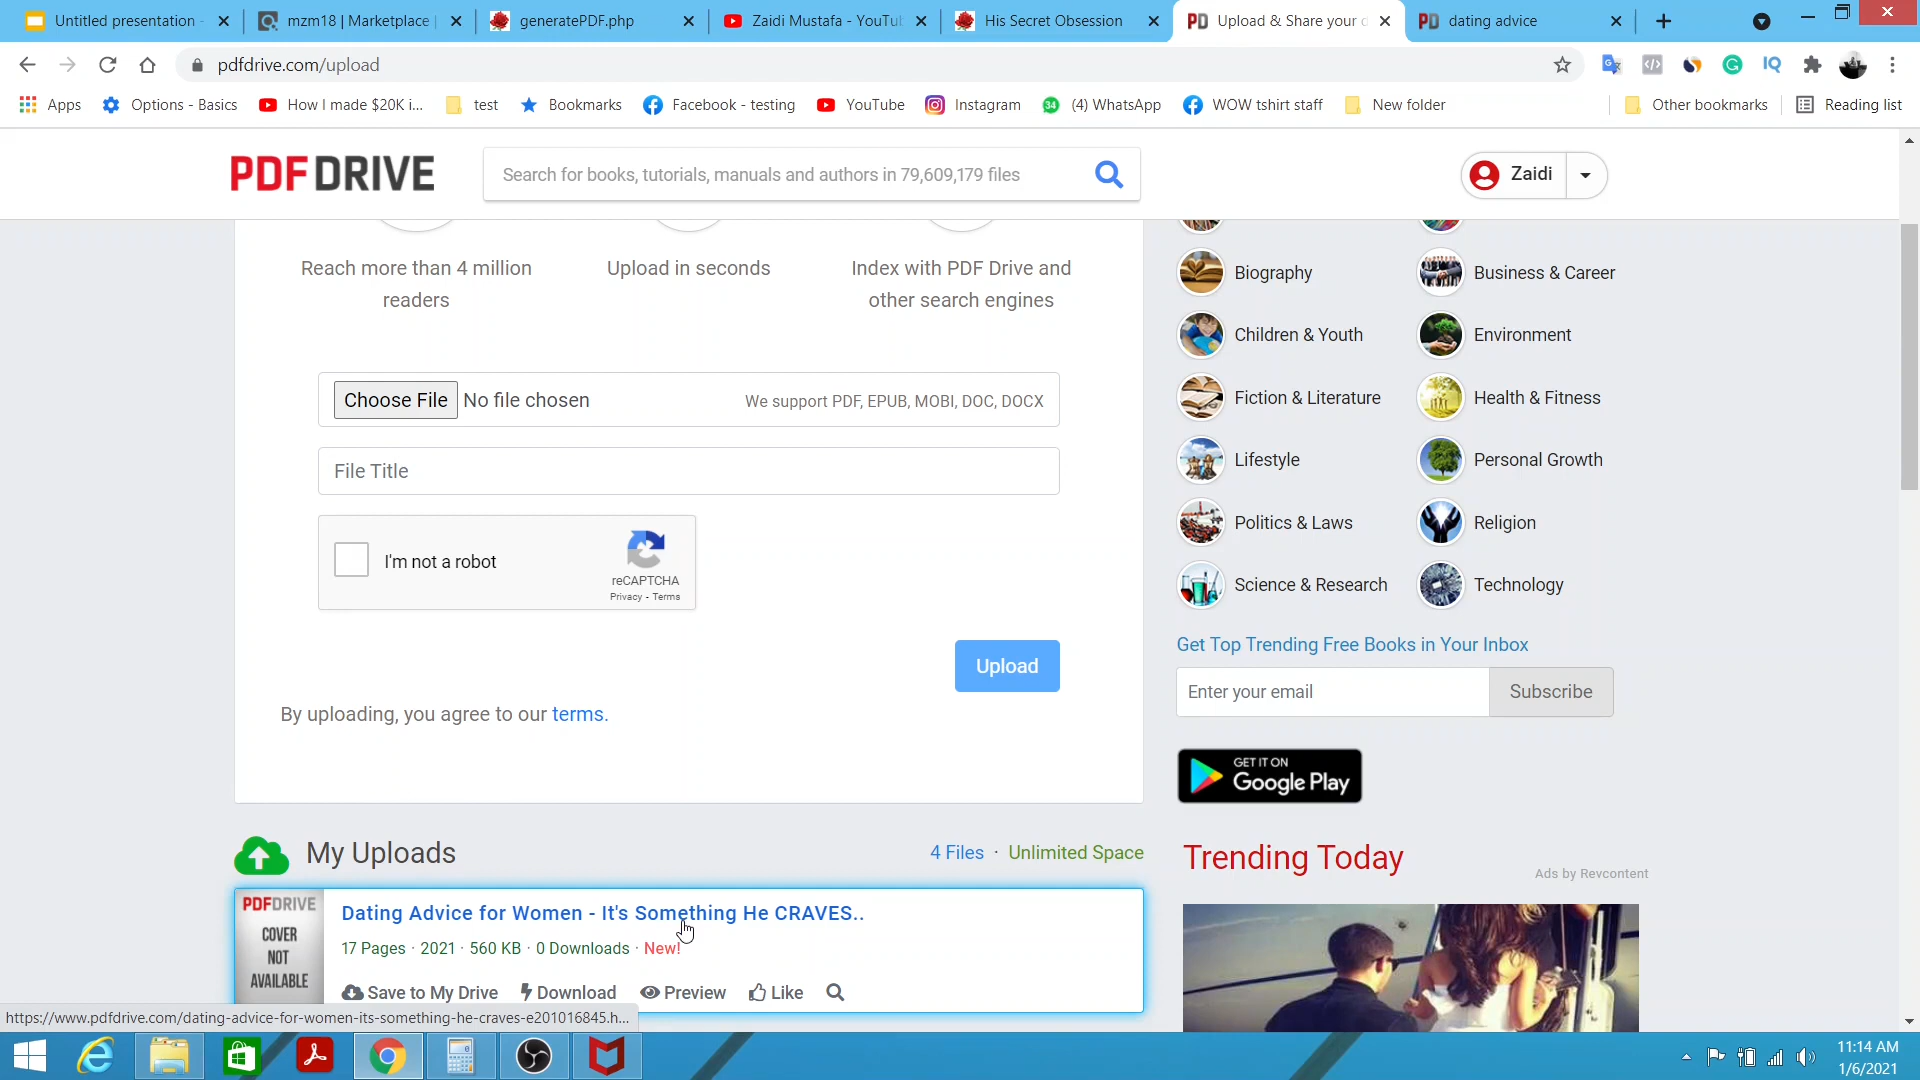 Untitled presentation -
mzm18 | Marketplace |
generatePDF.php
Zaidi Mustafa - YouTu
His Secret Obsession
PD Upload & Share your d
PD dating advice
pdfdrive.com/upload
IQ
Apps
Options - Basics
How I made $20K i...
test
Bookmarks
Facebook - testing
YouTube
Instagram
34 (4) WhatsApp
WOW tshirt staff
New folder
Other bookmarks
Reading list
PDFDRIVE
Search for books, tutorials, manuals and authors in 79,609,179 files
Zaidi
Reach more than 4 million
readers
Upload in seconds
Index with PDF Drive and
other search engines
Choose File No file chosen
We support PDF, EPUB, MOBI, DOC, DOCX
File Title
I'm not a robot
reCAPTCHA
Privacy - Terms
Upload
By uploading, you agree to our terms.
Biography
Business & Career
Children & Youth
Environment
Fiction & Literature
Health & Fitness
Lifestyle
Personal Growth
Politics & Laws
Religion
Science & Research
Technology
Get Top Trending Free Books in Your Inbox
Enter your email
Subscribe
GET IT ON
Google Play
My Uploads
4 Files · Unlimited Space
Trending Today
Ads by Revcontent
PDFDRIVE
COVER
NOT
AVAILABLE
Dating Advice for Women - It's Something He CRAVES..
17 Pages · 2021 · 560 KB · 0 Downloads · New!
Save to My Drive
Download
Preview
Like
https://www.pdfdrive.com/dating-advice-for-women-its-something-he-craves-e201016845.h...
11:14 AM
1/6/2021